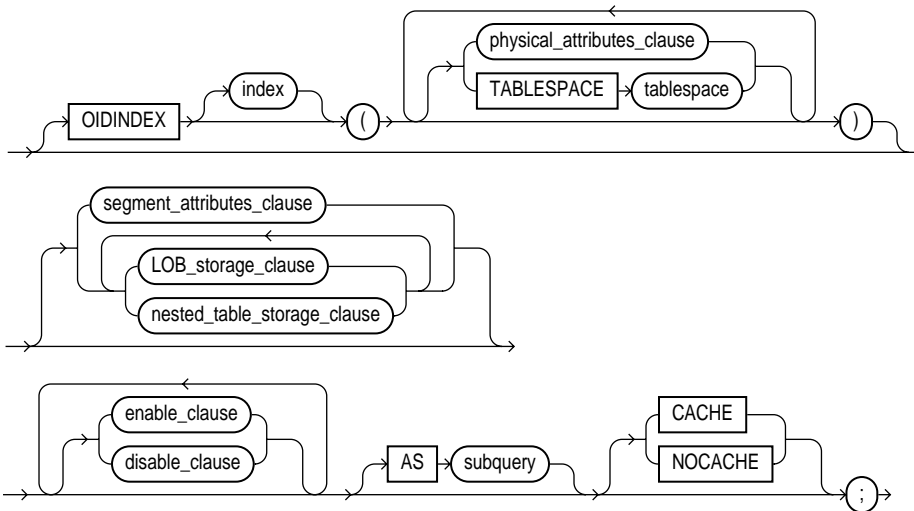 physical_attributes_clause
index
TABLESPACE tablespace
OIDINDEX ( )
segment_attributes_clause
LOB_storage_clause
nested_table_storage_clause
enable_clause CACHE
AS subquery
disable_clause NOCACHE
;